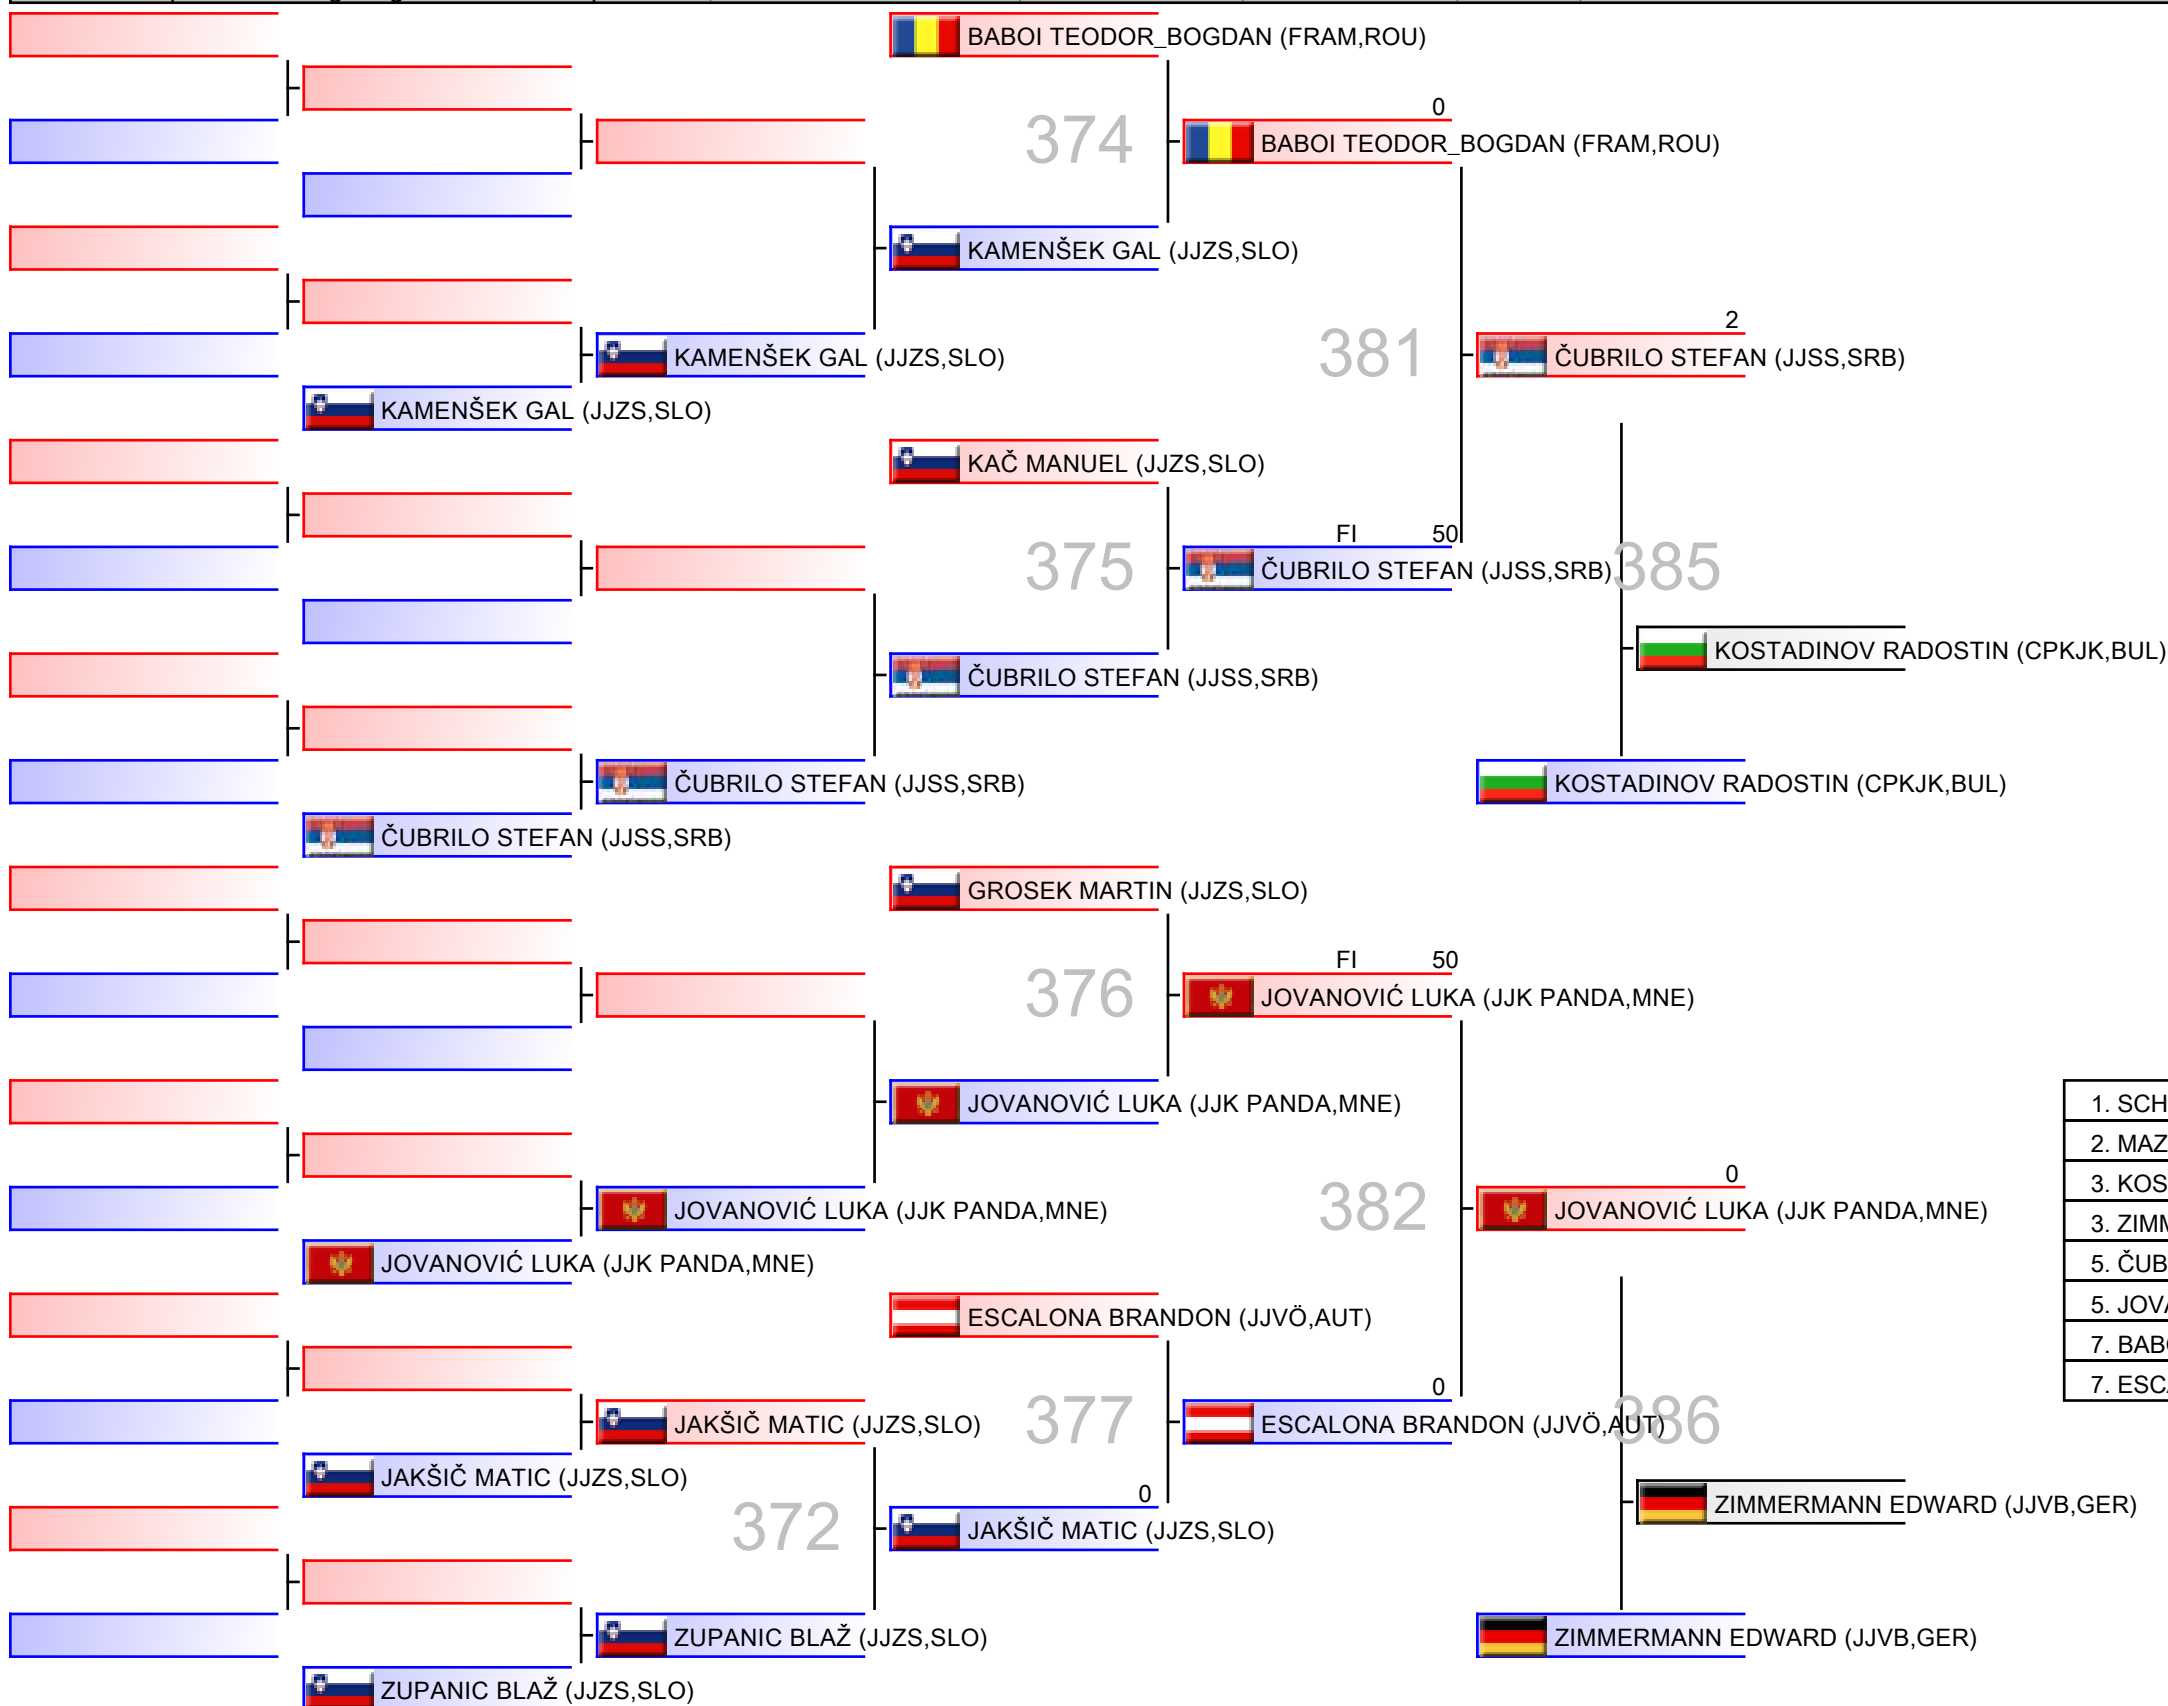 BABOI TEODOR_BOGDAN (FRAM,ROU)
0
374
BABOI TEODOR_BOGDAN (FRAM,ROU)
KAMENŠEK GAL (JJZS,SLO)
2
381
KAMENŠEK GAL (JJZS,SLO)
ČUBRILO STEFAN (JJSS,SRB)
KAMENŠEK GAL (JJZS,SLO)
KAČ MANUEL (JJZS,SLO)
FI 50
375
ČUBRILO STEFAN (JJSS,SRB)
385
KOSTADINOV RADOSTIN (CPKJK,BUL)
ČUBRILO STEFAN (JJSS,SRB)
ČUBRILO STEFAN (JJSS,SRB)
KOSTADINOV RADOSTIN (CPKJK,BUL)
ČUBRILO STEFAN (JJSS,SRB)
GROSEK MARTIN (JJZS,SLO)
FI 50
376
JOVANOVIĆ LUKA (JJK PANDA,MNE)
JOVANOVIĆ LUKA (JJK PANDA,MNE)
1. SCH
2. MAZ
0
3. KOS
382
JOVANOVIĆ LUKA (JJK PANDA,MNE)
JOVANOVIĆ LUKA (JJK PANDA,MNE)
3. ZIM
JOVANOVIĆ LUKA (JJK PANDA,MNE)
5. ČUB
5. JOV
ESCALONA BRANDON (JJVÖ,AUT)
7. BAB
7. ESC
0
377
JAKŠIČ MATIC (JJZS,SLO)
ESCALONA BRANDON (JJVÖ,AUT)
386
JAKŠIČ MATIC (JJZS,SLO)
0
372
JAKŠIČ MATIC (JJZS,SLO)
ZIMMERMANN EDWARD (JJVB,GER)
ZUPANIC BLAŽ (JJZS,SLO)
ZIMMERMANN EDWARD (JJVB,GER)
ZUPANIC BLAŽ (JJZS,SLO)